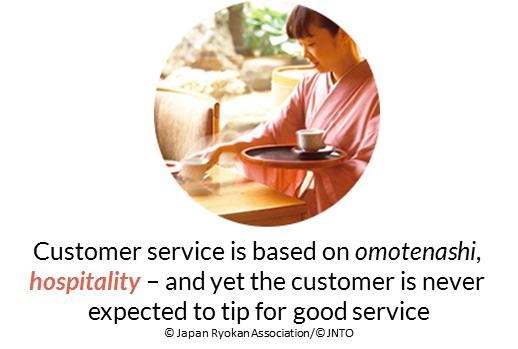 Customer service is based on omotenashi,
hospitality – and yet the customer is never
expected to tip for good service
© Japan Ryokan Association/© JNTO